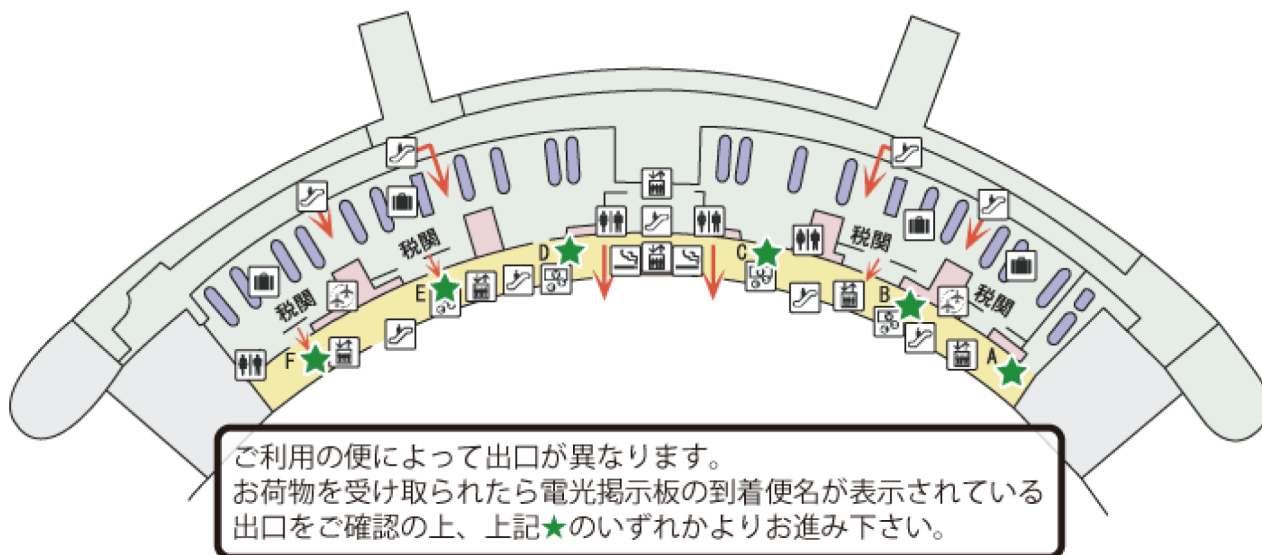 税関
税関
D
C
E
B
税関
税関
F
A
ご利用の便によって出口が異なります。
お荷物を受け取られたら電光掲示板の到着便名が表示されている
出口をご確認の上、上記★のいずれかよりお進み下さい。